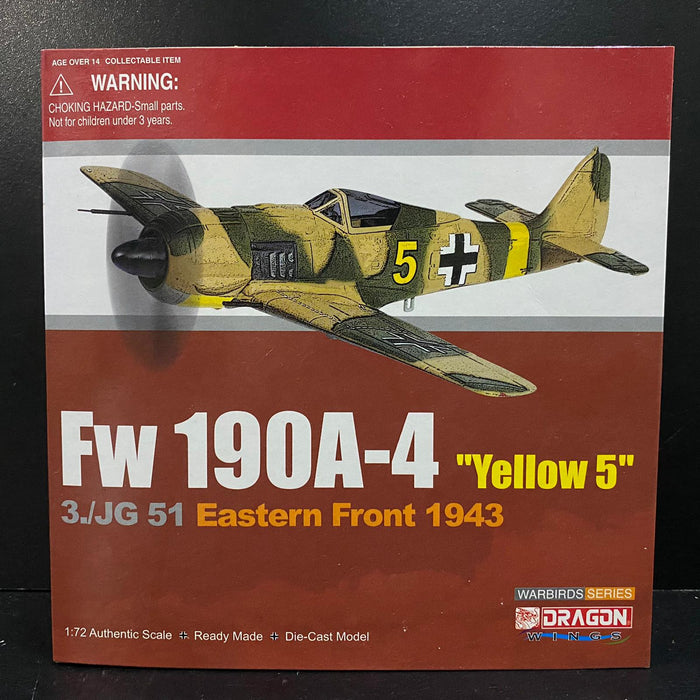 AGE OVER 14 COLLECTABLE ITEM
WARNING:
CHOKING HAZARD-Small parts.
Not for children under 3 years.
5
Fw 190A-4 "Yellow 5"
3./JG 51 Eastern Front 1943
WARBIRDS SERIES
DRAGON
WINGS
1:72 Authentic Scale Ready Made Die-Cast Model